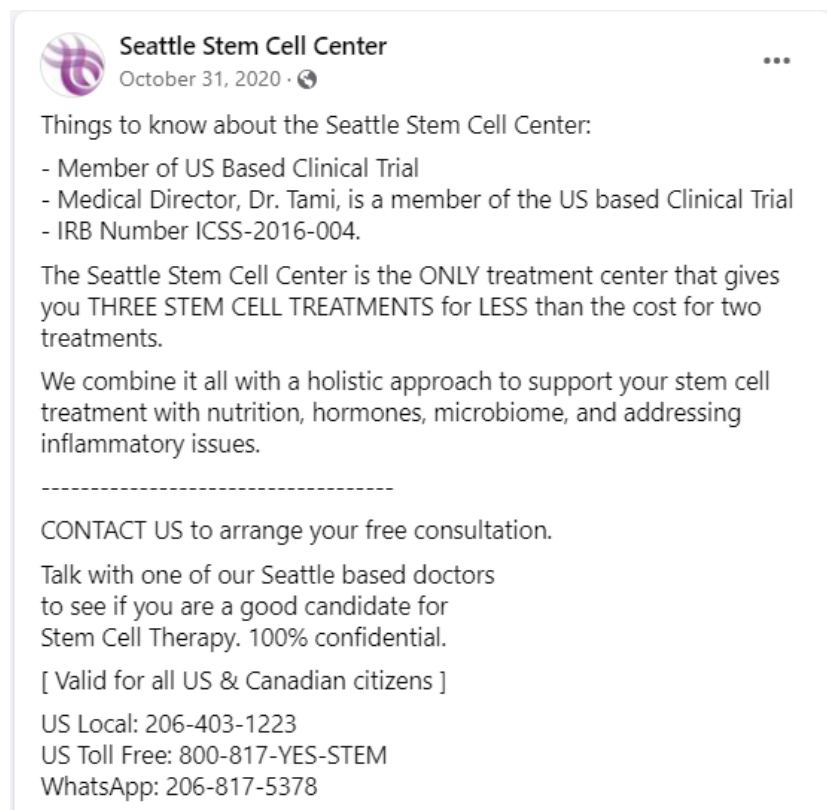 Seattle Stem Cell Center
October 31, 2020 ·
Things to know about the Seattle Stem Cell Center:
- Member of US Based Clinical Trial
- Medical Director, Dr. Tami, is a member of the US based Clinical Trial
- IRB Number ICSS-2016-004.
The Seattle Stem Cell Center is the ONLY treatment center that gives
you THREE STEM CELL TREATMENTS for LESS than the cost for two
treatments.
We combine it all with a holistic approach to support your stem cell
treatment with nutrition, hormones, microbiome, and addressing
inflammatory issues.
------------------------------------
CONTACT US to arrange your free consultation.
Talk with one of our Seattle based doctors
to see if you are a good candidate for
Stem Cell Therapy. 100% confidential.
[ Valid for all US & Canadian citizens ]
US Local: 206-403-1223
US Toll Free: 800-817-YES-STEM
WhatsApp: 206-817-5378